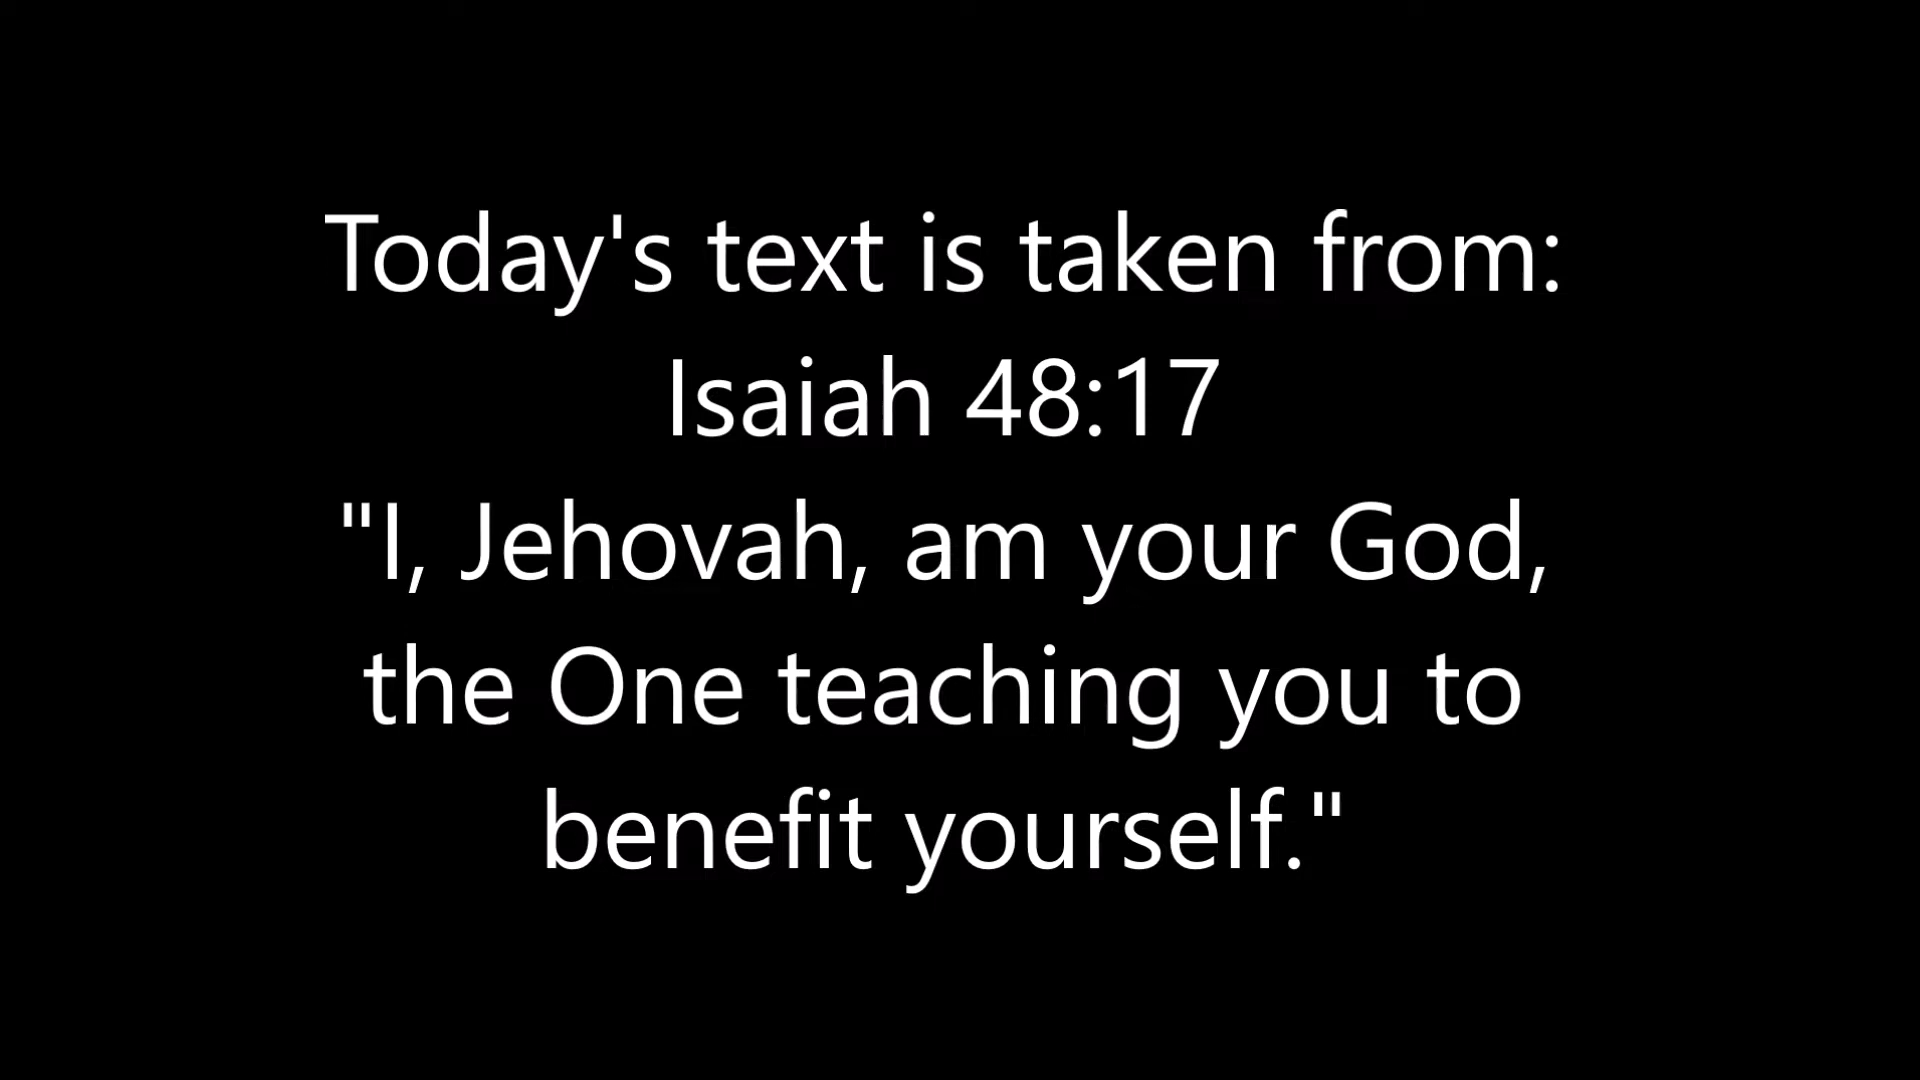 Today's text is taken from:
Isaiah 48:17
"I, Jehovah, am your God,
the One teaching you to
benefit yourself."